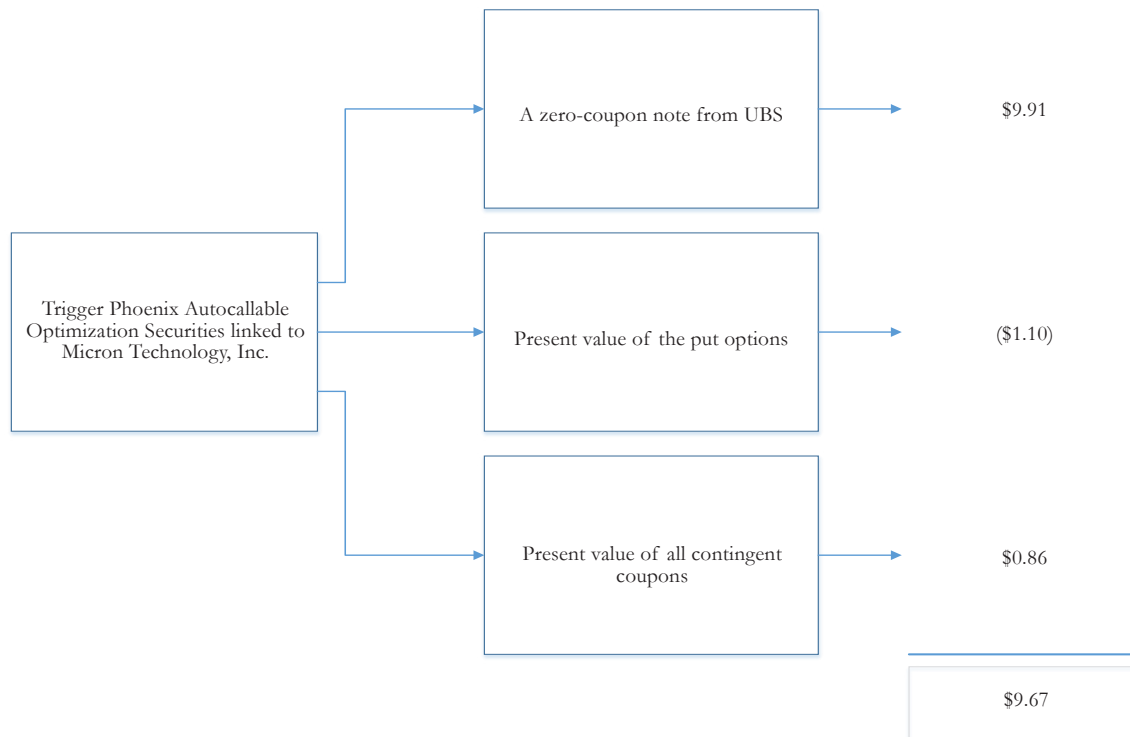 A zero-coupon note from UBS
$9.91
Trigger Phoenix Autocallable
Optimization Securities linked to
Micron Technology, Inc.
Present value of the put options
($1.10)
Present value of all contingent
coupons
$0.86
$9.67